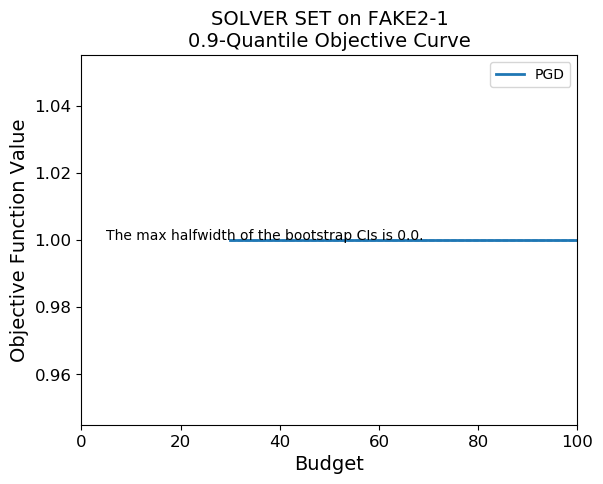 SOLVER SET on FAKE2-1
0.9-Quantile Objective Curve
PGD
1.04
1.02
1.00
0.98
0.96
Objective Function Value
The max halfwidth of the bootstrap CIs is 0.0.
0 20 40 60 80 100
Budget